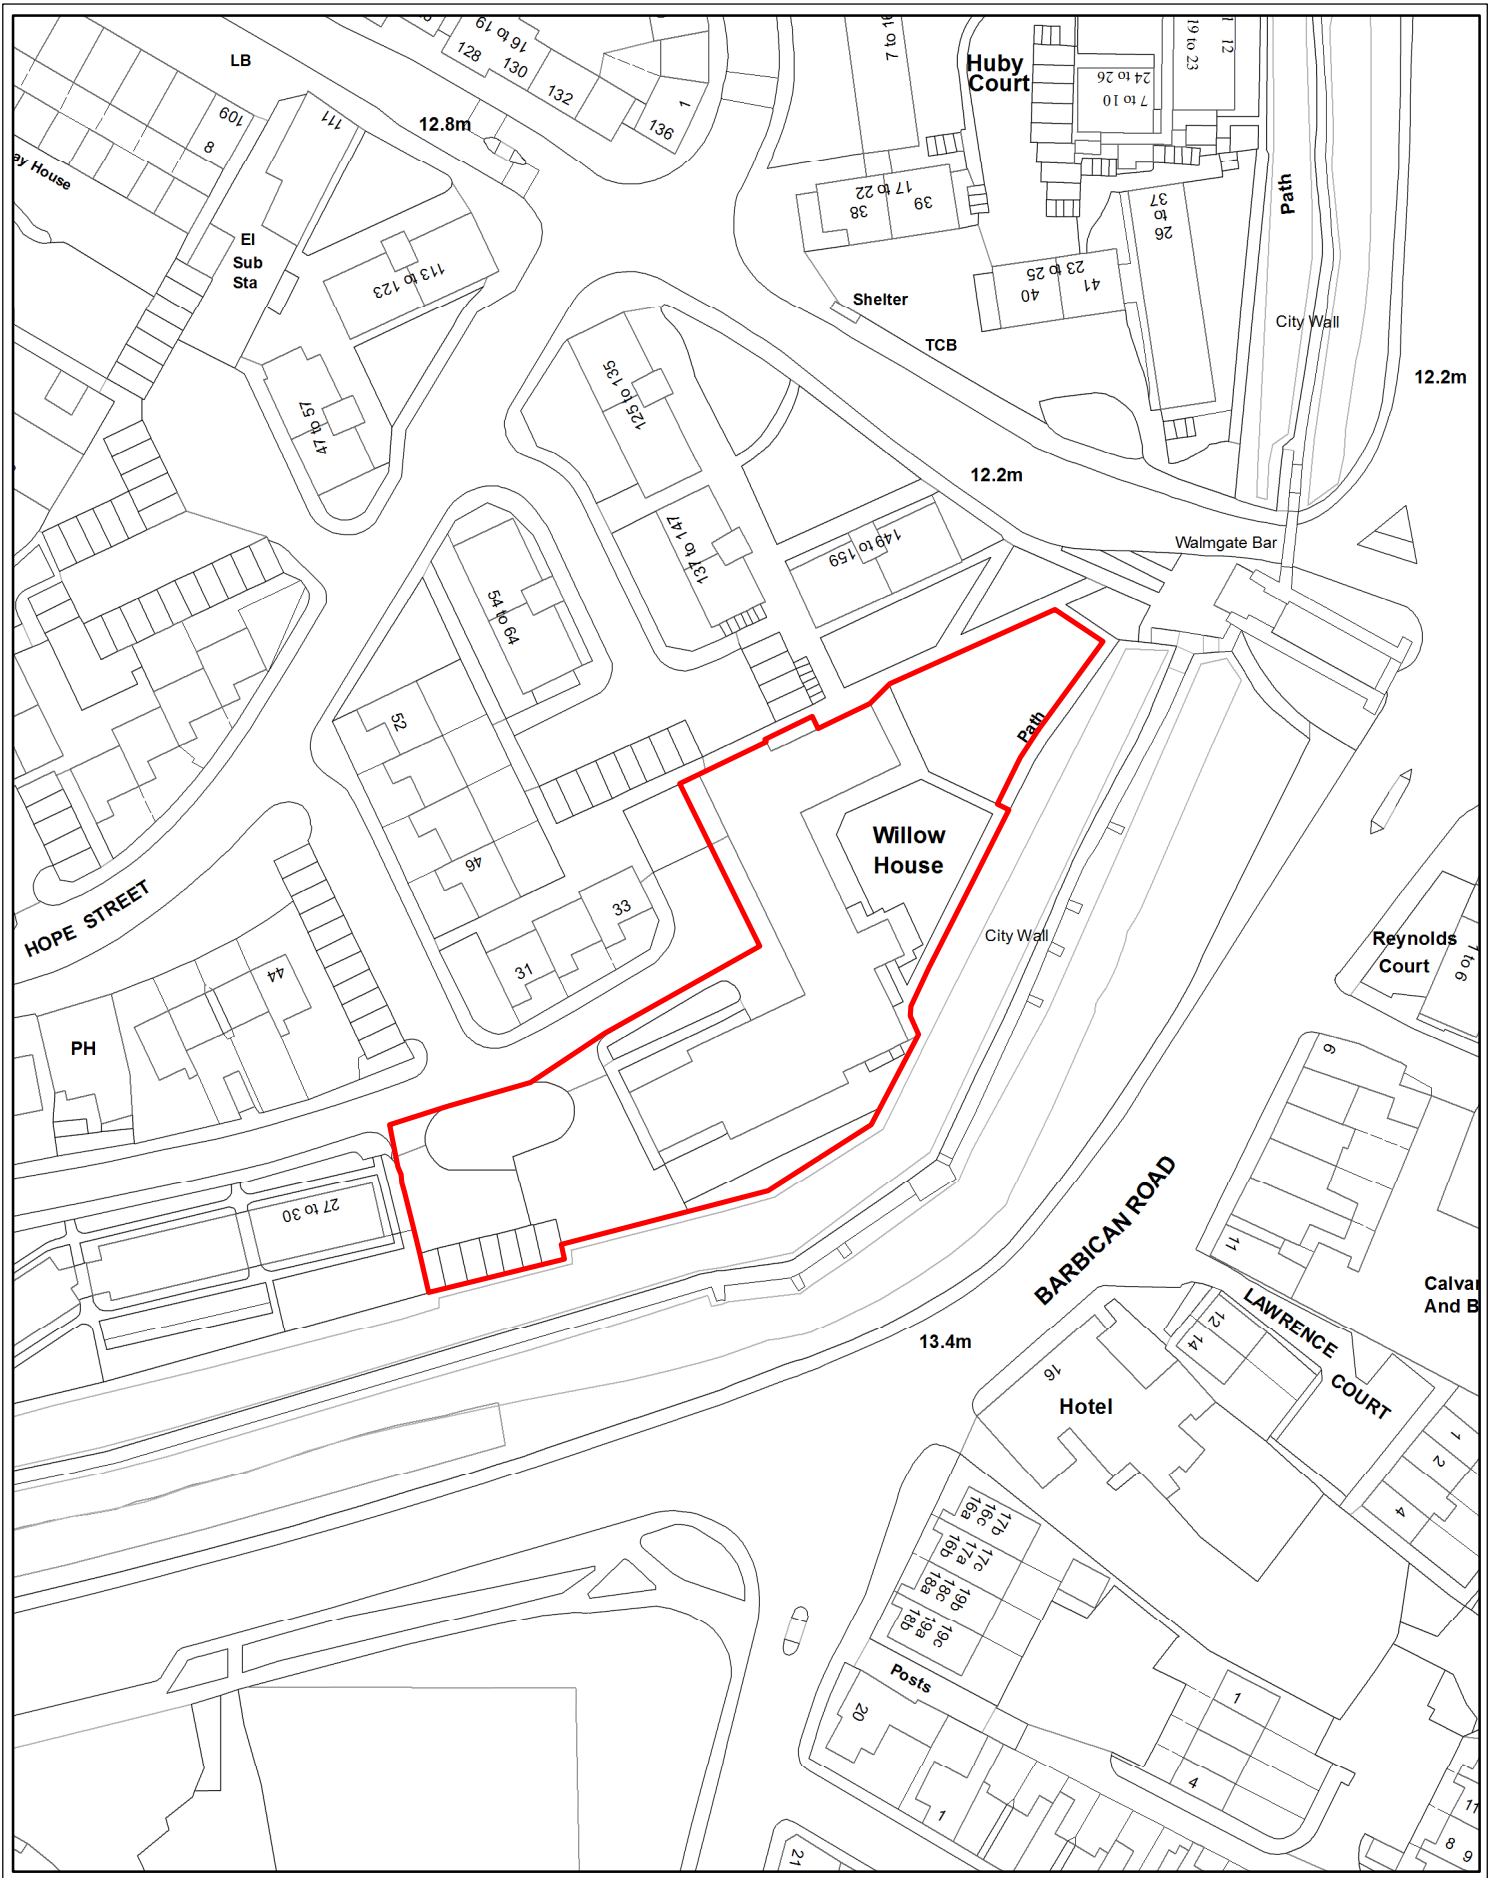 LB
16 to 19
128
130
132
136
1
7 to 16
Huby
Court
24 to 26
7 to 10
19 to 23
12
109
8
111
12.8m
ay House
17 to 22
38
39
37
to
26
Path
El
Sub
Sta
113 to 123
23 to 25
40
41
Shelter
City Wall
TCB
12.2m
125 to 135
47 to 57
12.2m
Walmgate Bar
137 to 147
149 to 159
54 to 64
52
Path
Willow
House
46
33
31
HOPE STREET
44
City Wall
Reynolds
Court
1 to 6
PH
9
27 to 30
BARBICAN ROAD
11
LAWRENCE
COURT
Calva
And B
13.4m
12
14
16
Hotel
1
2
4
16a
16c
17b
16b
17a
17c
18a
18c
19b
18b
19a
19c
Posts
20
1
4
1
11
8
9
21